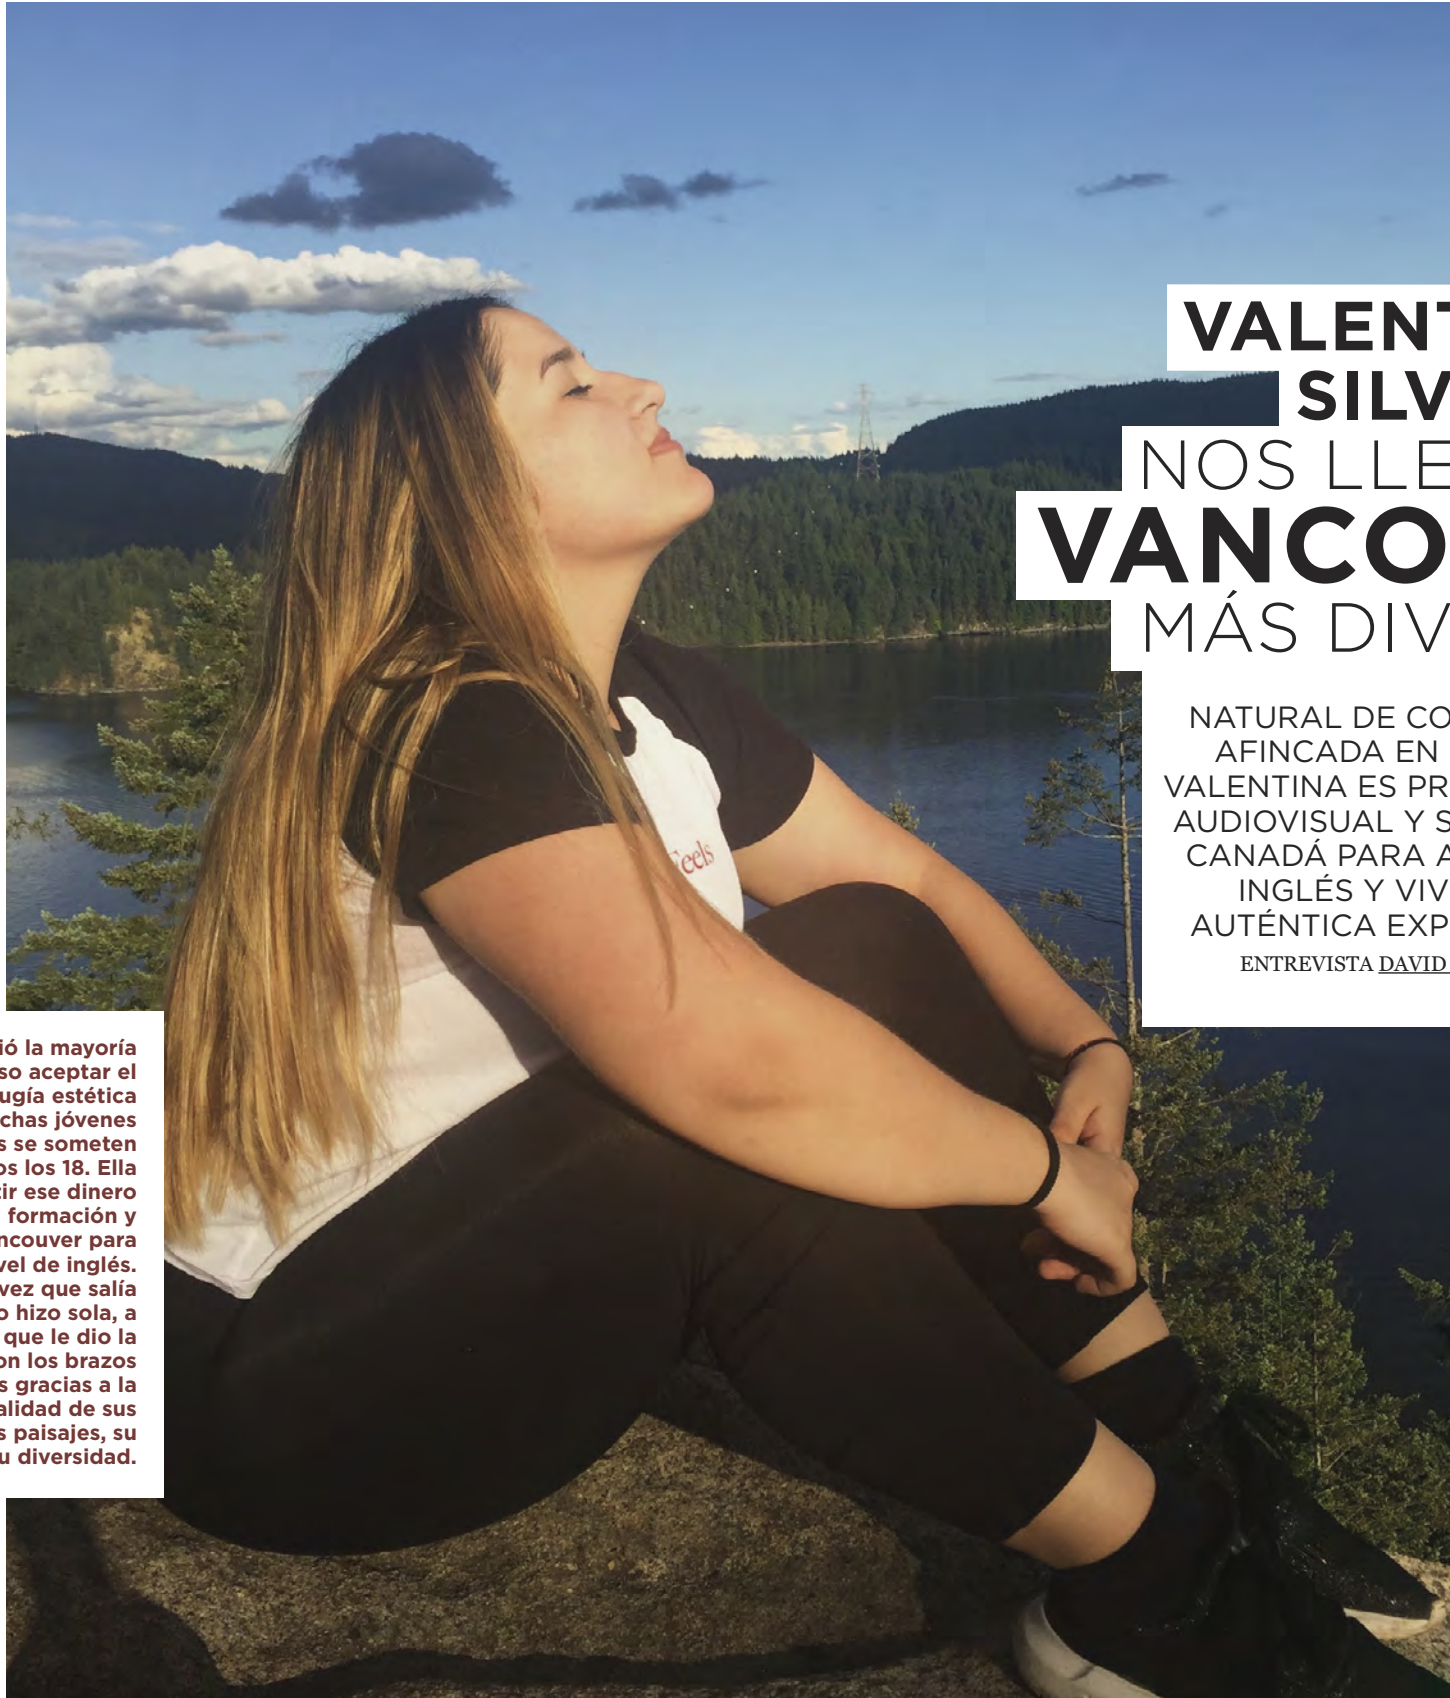 VALENT
SILV
NOS LLE
VANCO
MÁS DIV
NATURAL DE CO
AFINCADA EN
VALENTINA ES PR
AUDIOVISUAL Y S
CANADÁ PARA A
INGLÉS Y VIV
AUTÉNTICA EXP
ENTREVISTA DAVID
Feels
ió la mayoría
so aceptar el
ugía estética
chas jóvenes
s se someten
os los 18. Ella
tir ese dinero
formación y
ncouver para
vel de inglés.
vez que salía
o hizo sola, a
que le dio la
on los brazos
s gracias a la
alidad de sus
s paisajes, su
u diversidad.